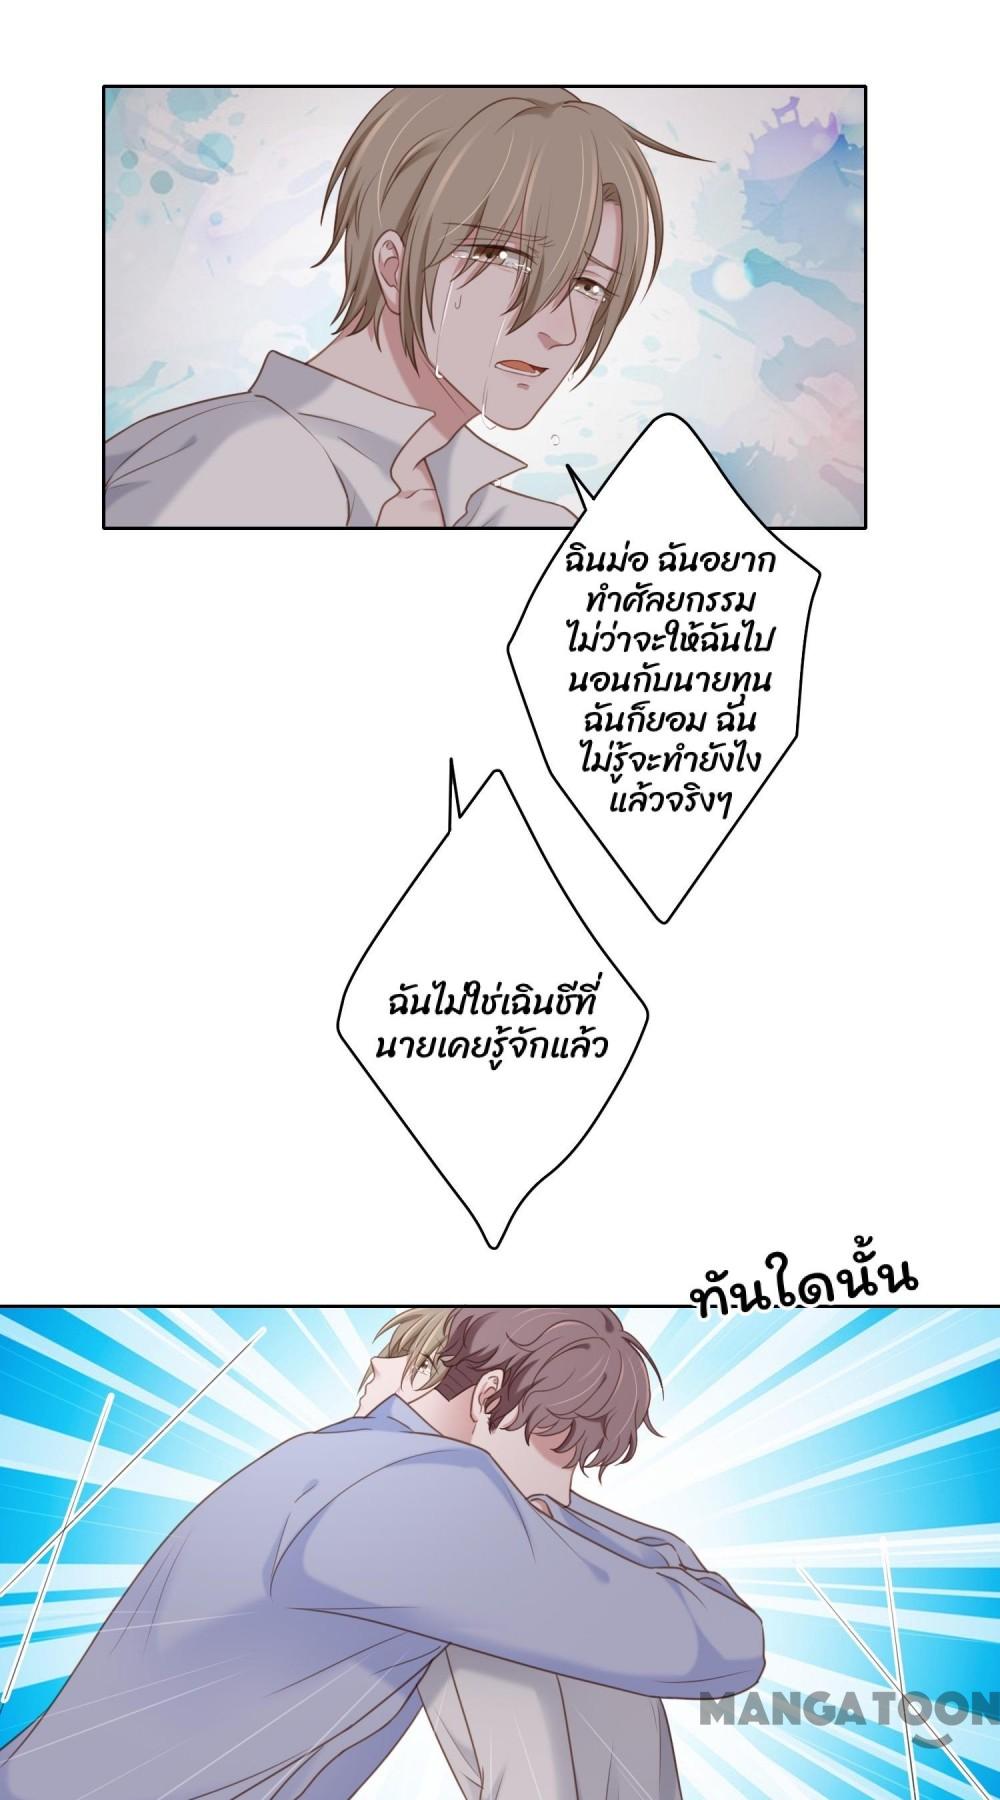 ฉินม่อ ฉันอยาก
ทำศัลยกรรม
ไม่ว่าจะให้ฉันไป
นอนกับนายทุน
ฉันก็ยอม ฉัน
ไม่รู้จะทำยังไง
แล้วจริงๆ
ฉันไม่ใช่เฉินชีที่
นายเคยรู้จักแล้ว
ทันใดนั้น
MANGATOON